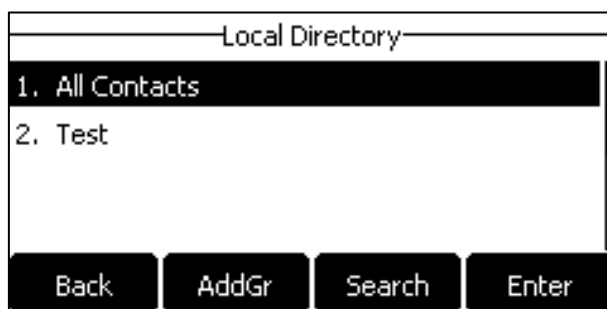 Local Directory
1. All Contacts
2. Test
Back AddGr Search Enter